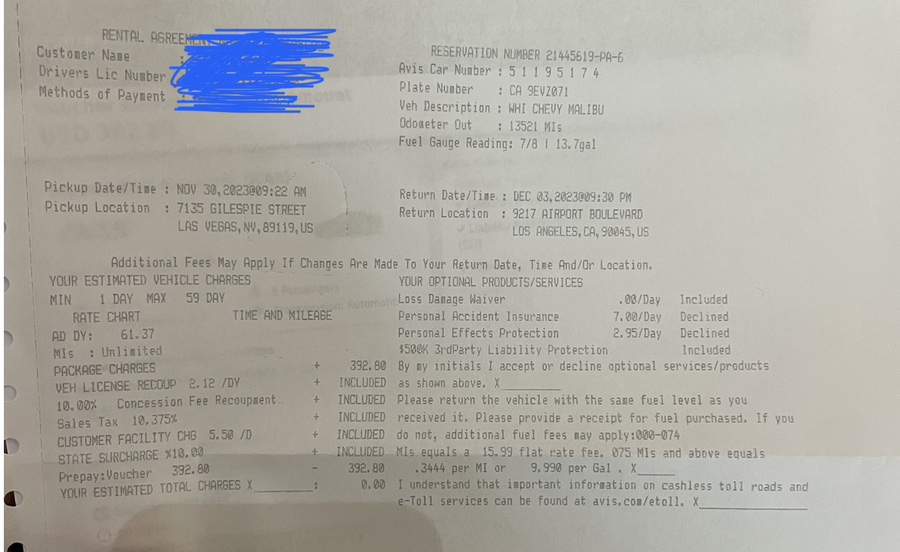 RENTAL AGREEMENT
RESERVATION NUMBER 21445619-PA-6
Customer Name :
Avis Car Number : 5 1 1 9 5 1 7 4
Drivers Lic Number
Plate Number : CA 9EVZ071
Methods of Payment :
Veh Description : WHI CHEVY MALIBU
Odometer Out : 13521 MIs
Fuel Gauge Reading: 7/8 | 13.7gal
Pickup Date/Time : NOV 30,2023@09:22 AM
Return Date/Time : DEC 03,2023@09:30 PM
Pickup Location : 7135 GILESPIE STREET
Return Location : 9217 AIRPORT BOULEVARD
LAS VEGAS,NV,89119,US
LOS ANGELES,CA,90045,US
Additional Fees May Apply If Changes Are Made To Your Return Date, Time And/Or Location.
YOUR ESTIMATED VEHICLE CHARGES
YOUR OPTIONAL PRODUCTS/SERVICES
MIN 1 DAY MAX 59 DAY
Loss Damage Waiver .00/Day Included
RATE CHART TIME AND MILEAGE
Personal Accident Insurance 7.00/Day Declined
AD DY: 61.37
Personal Effects Protection 2.95/Day Declined
MIs : Unlimited
$500K 3rdParty Liability Protection Included
PACKAGE CHARGES + 392.80
By my initials I accept or decline optional services/products
VEH LICENSE RECOUP 2.12 /DY + INCLUDED
as shown above. X__________
10.00% Concession Fee Recoupment + INCLUDED
Please return the vehicle with the same fuel level as you
Sales Tax 10.375% + INCLUDED
received it. Please provide a receipt for fuel purchased. If you
CUSTOMER FACILITY CHG 5.50 /D + INCLUDED
do not, additional fuel fees may apply:000-074
STATE SURCHARGE %10.00 + INCLUDED
MIs equals a 15.99 flat rate fee. 075 MIs and above equals
Prepay:Voucher 392.80 - 392.80
.3444 per MI or 9.990 per Gal . X______
YOUR ESTIMATED TOTAL CHARGES X__________: 0.00
I understand that important information on cashless toll roads and
e-Toll services can be found at avis.com/etoll. X__________________